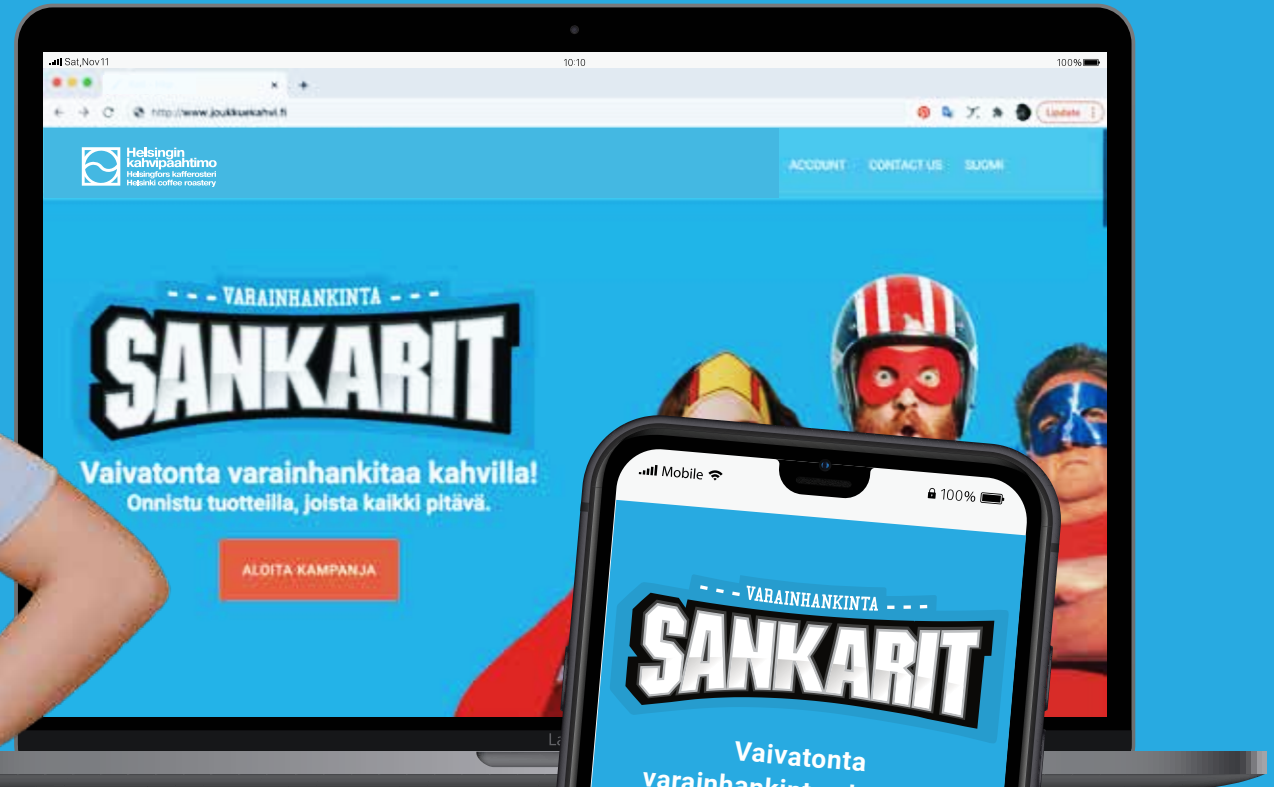 Sat,Nov11
10:10
100%
http://www.joukkuekahvi.fi
Update
Helsingin
kahvipaahtimo
Helsingfors kafferosteri
Helsinki coffee roastery
ACCOUNT
CONTACT US
SUOMI
- - - VARAINHANKINTA - - -
SANKARIT
Vaivatonta varainhankitaa kahvilla!
Onnistu tuotteilla, joista kaikki pitävä.
ALOITA KAMPANJA
Mobile
100%
- - - VARAINHANKINTA - - -
SANKARIT
Vaivatonta